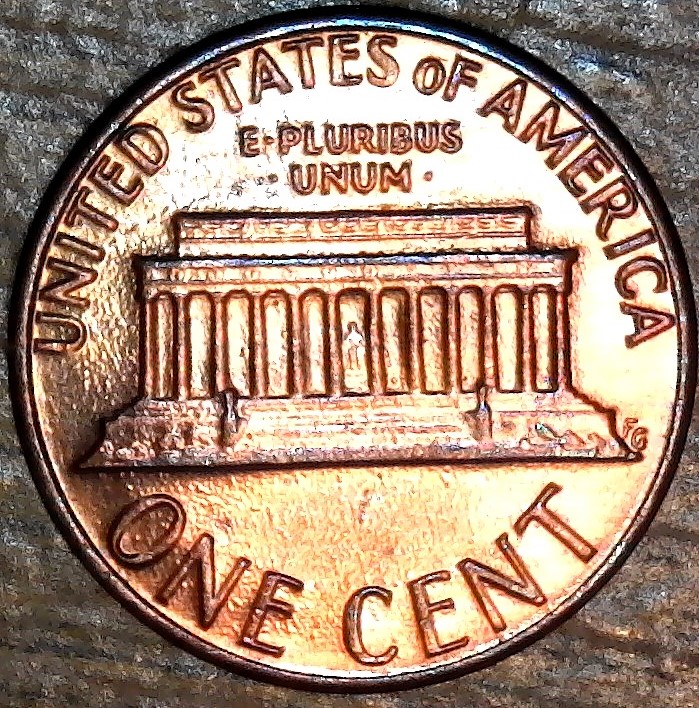 UNITED STATES OF AMERICA
E·PLURIBUS
UNUM·
FG
ONE CENT